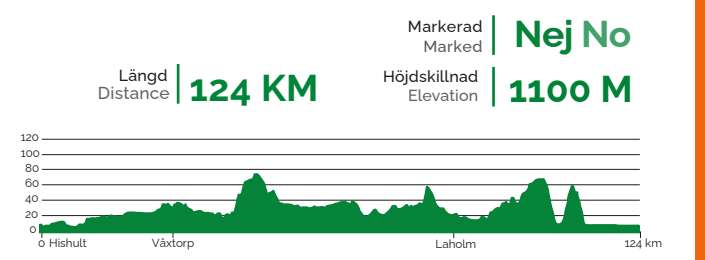 Markerad
Marked
Nej No
Längd
Distance
124 KM
Höjdskillnad
Elevation
1100 M
120
100
80
60
40
20
0
0 Hishult
Våxtorp
Laholm
124 km